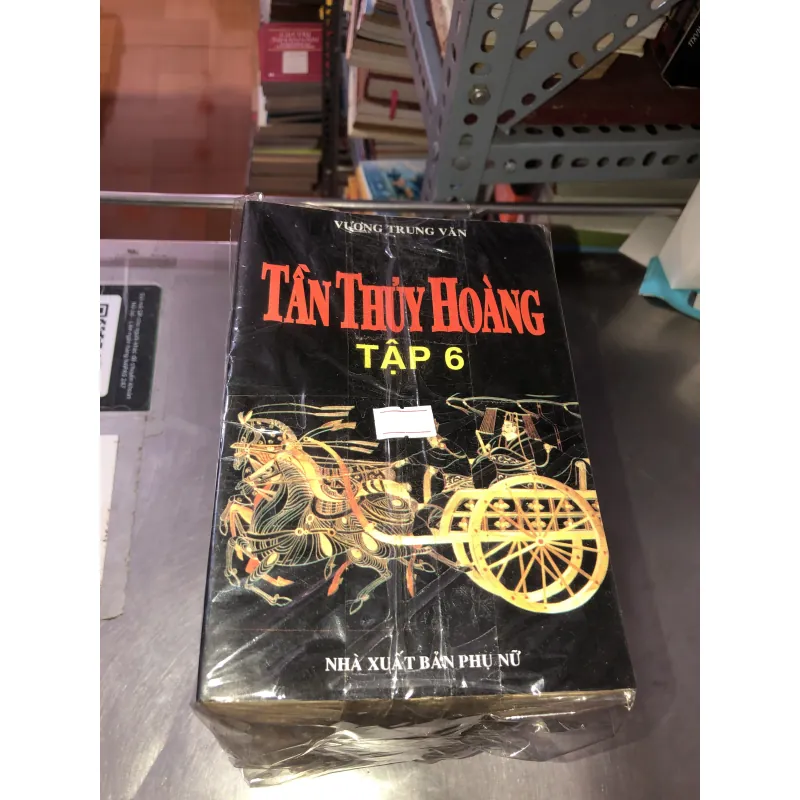 VƯƠNG TRUNG VĂN
TẦN THỦY HOÀNG
TẬP 6
NHÀ XUẤT BẢN PHỤ NỮ